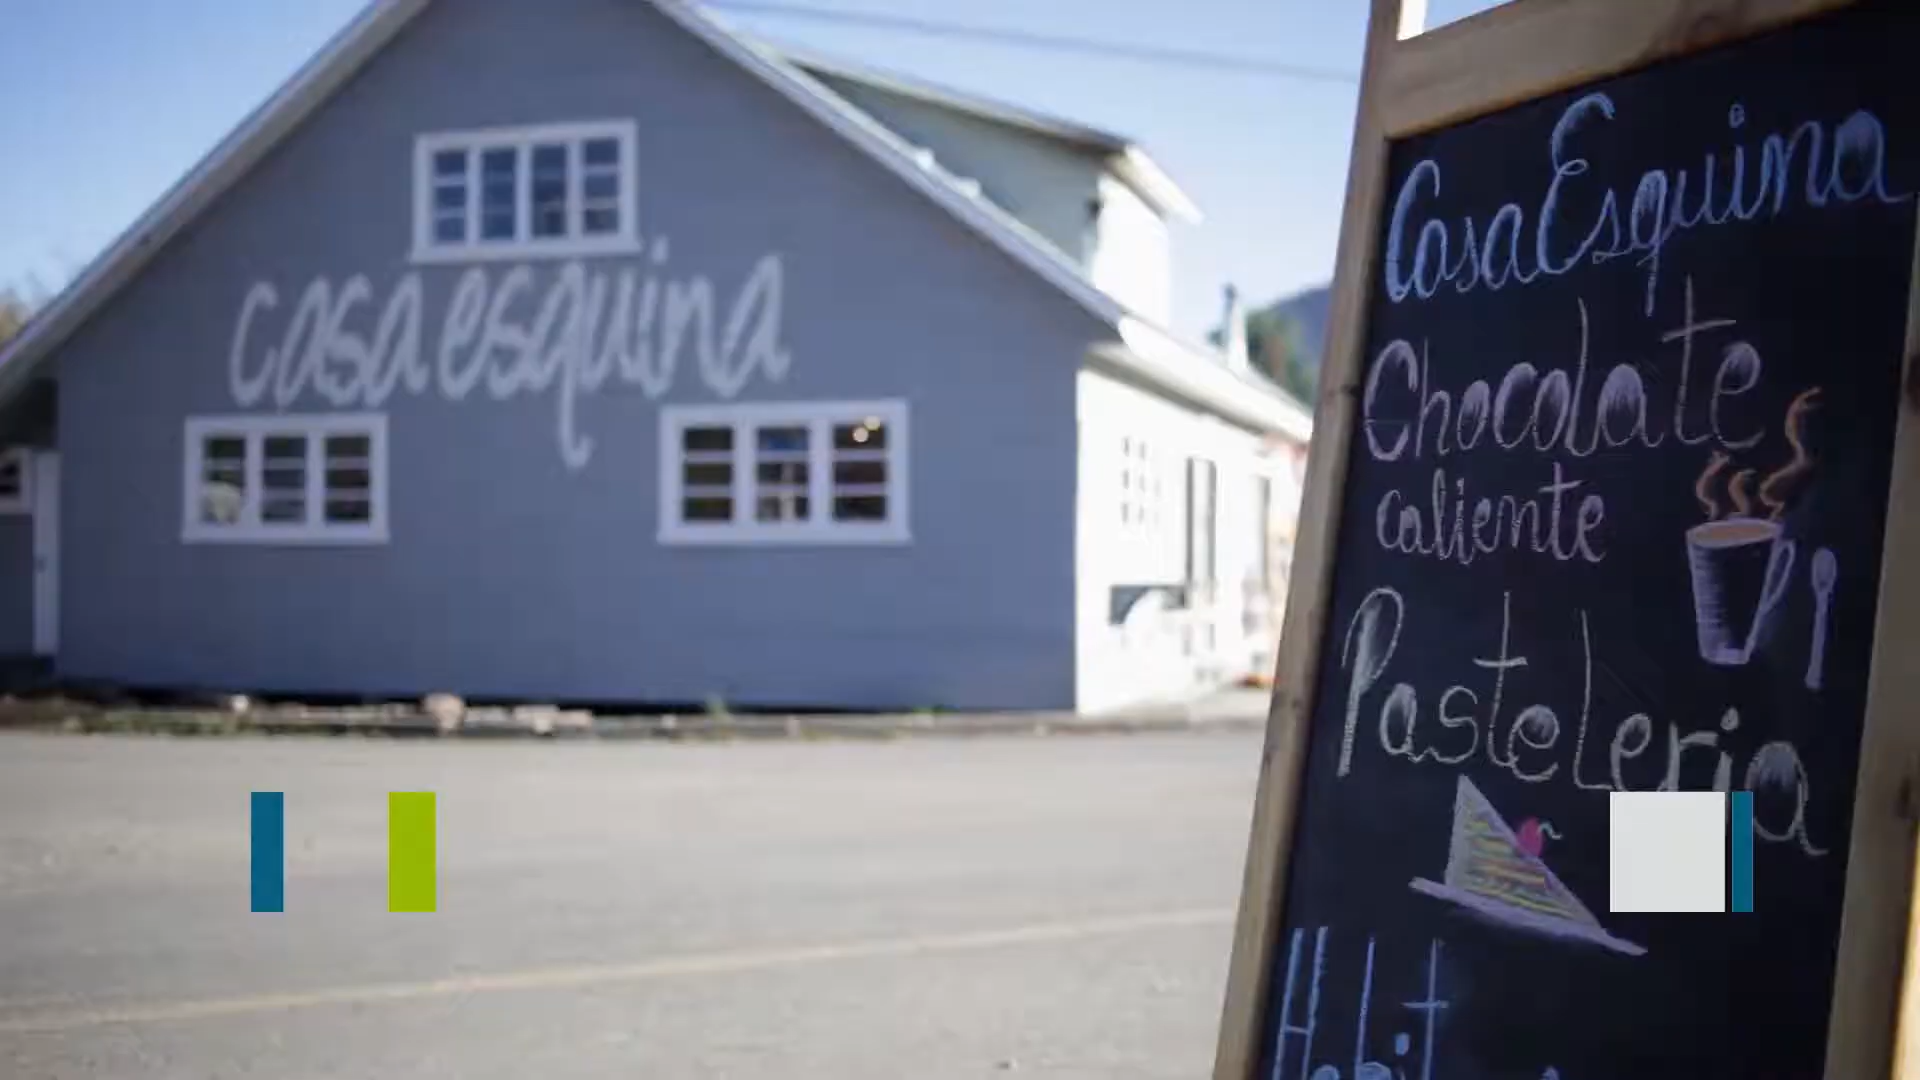 casaesquina
Casa Esquina
Chocolate
caliente
Pasteleria